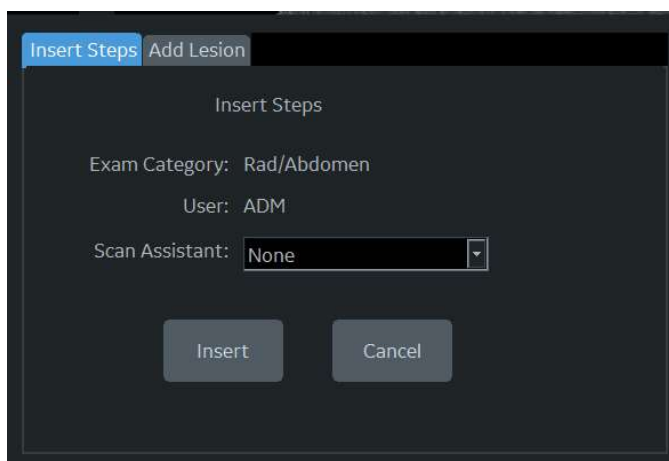 Insert Steps Add Lesion
Insert Steps
Exam Category: Rad/Abdomen
User: ADM
Scan Assistant: None
Insert Cancel